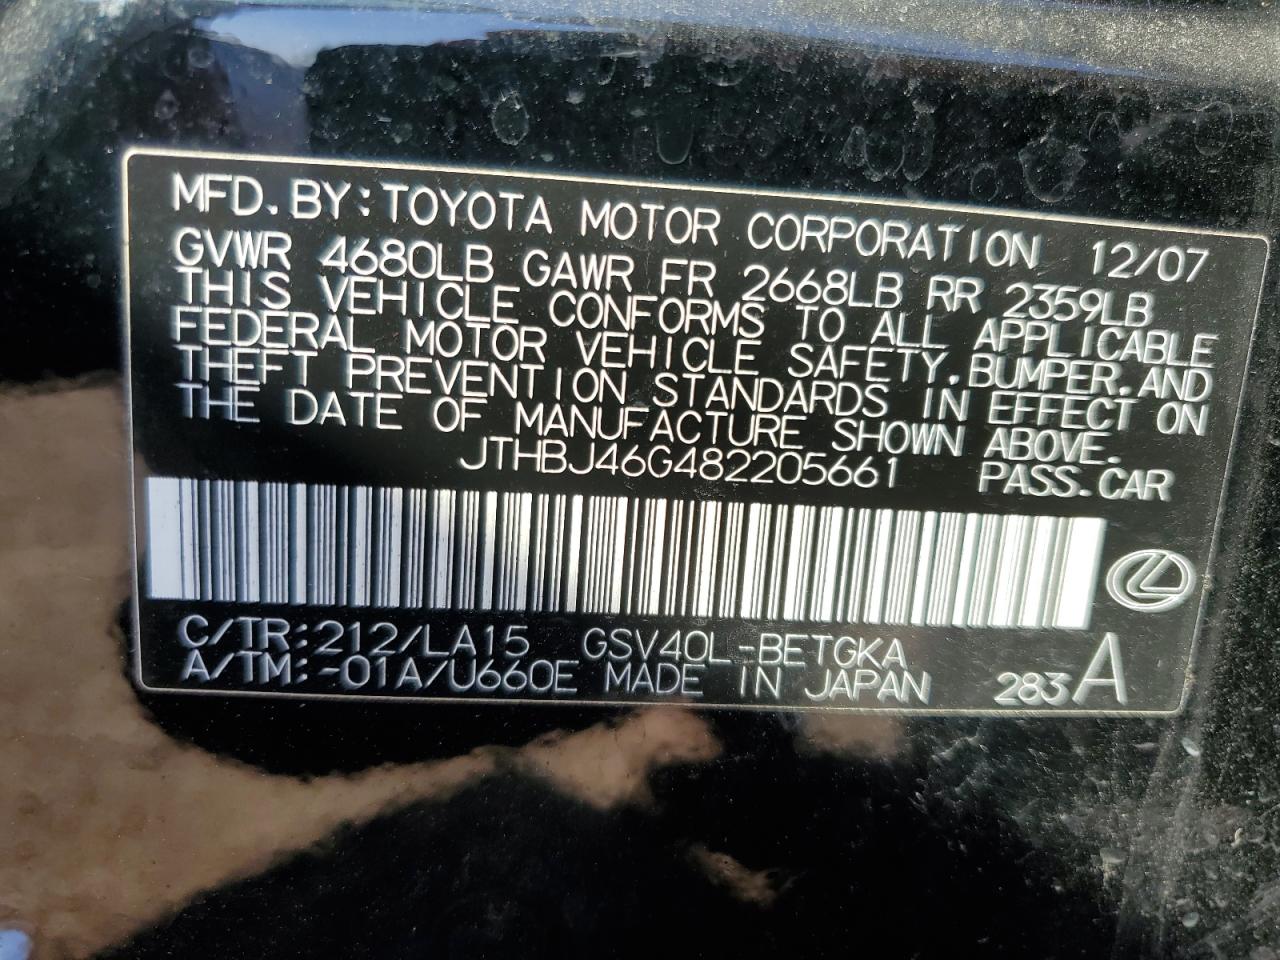 MFD. BY: TOYOTA MOTOR CORPORATION 12/07
GVWR 4680LB GAWR FR 2668LB RR 2359LB
THIS VEHICLE CONFORMS TO ALL APPLICABLE
FEDERAL MOTOR VEHICLE SAFETY, BUMPER, AND
THEFT PREVENTION STANDARDS IN EFFECT ON
THE DATE OF MANUFACTURE SHOWN ABOVE.
JTHBJ46G482205661 PASS. CAR
C/TR: 212/LA15 GSV40L-BETGKA
A/TM: -01A/U660E MADE IN JAPAN 283 A